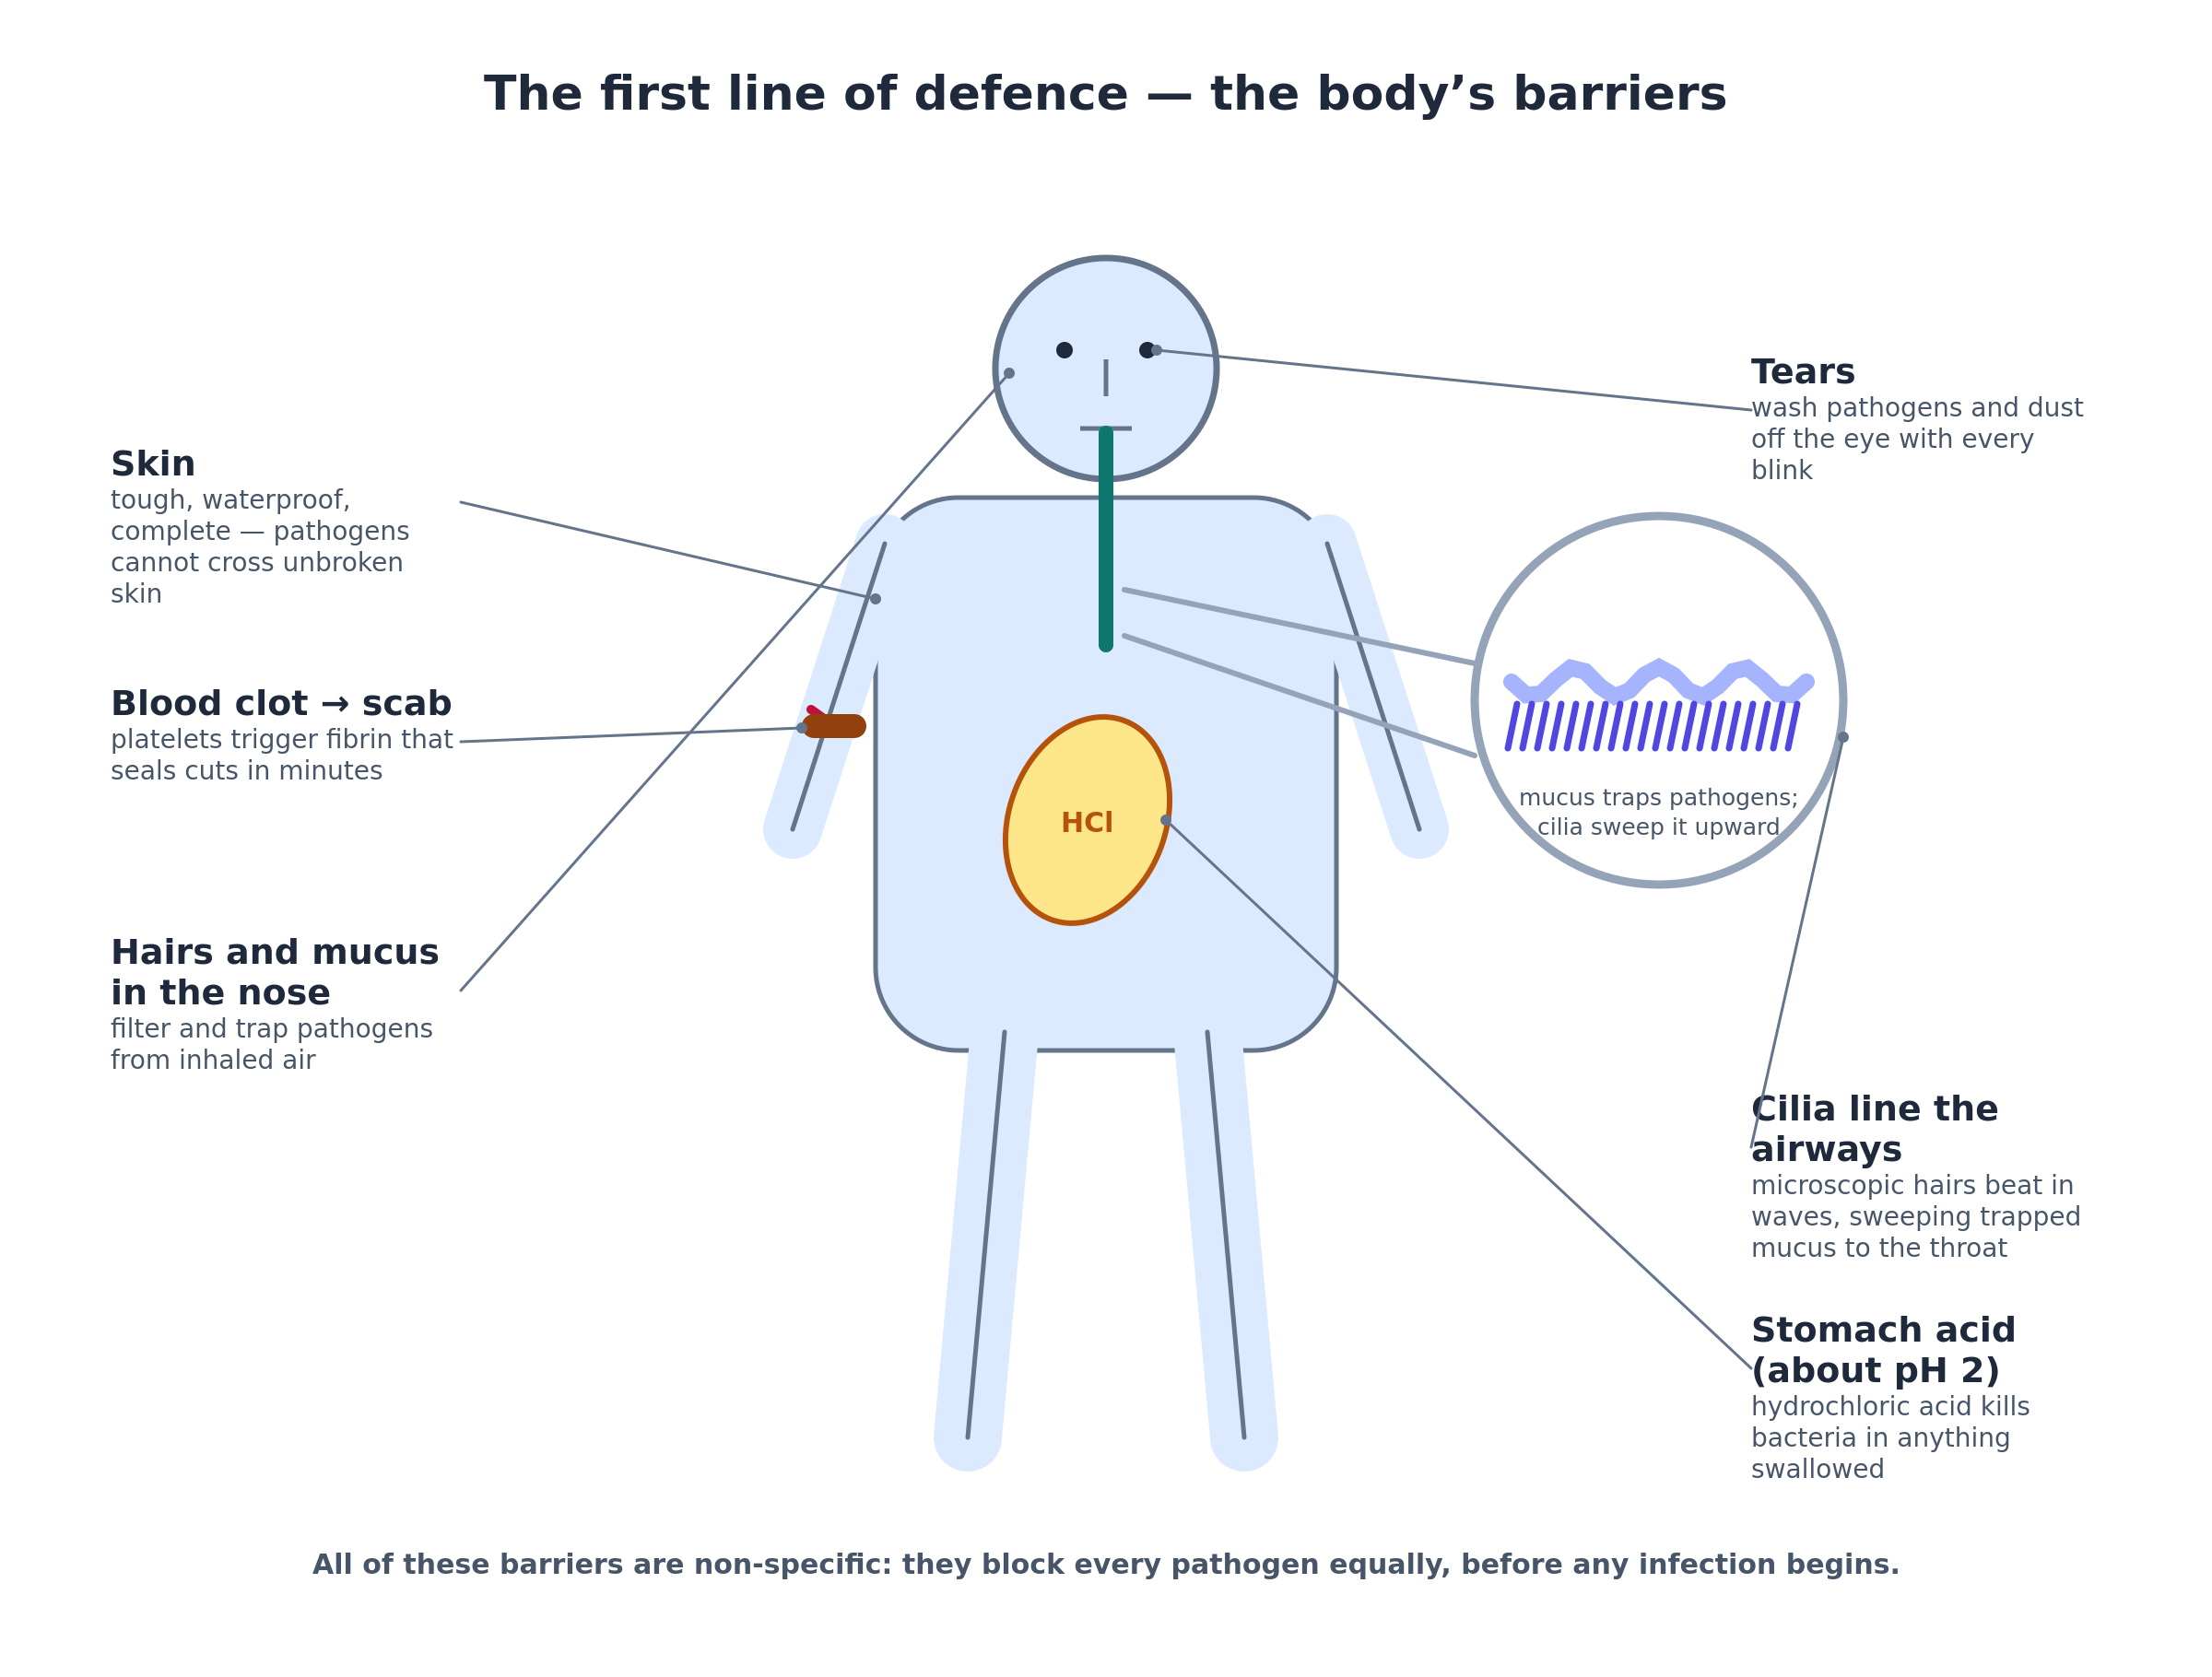 The first line of defence — the body’s barriers
Skin
tough, waterproof,
complete — pathogens
cannot cross unbroken
skin
Blood clot → scab
platelets trigger fibrin that
seals cuts in minutes
Hairs and mucus
in the nose
filter and trap pathogens
from inhaled air
HCl
Tears
wash pathogens and dust
off the eye with every
blink
mucus traps pathogens;
cilia sweep it upward
Cilia line the
airways
microscopic hairs beat in
waves, sweeping trapped
mucus to the throat
Stomach acid
(about pH 2)
hydrochloric acid kills
bacteria in anything
swallowed
All of these barriers are non-specific: they block every pathogen equally, before any infection begins.